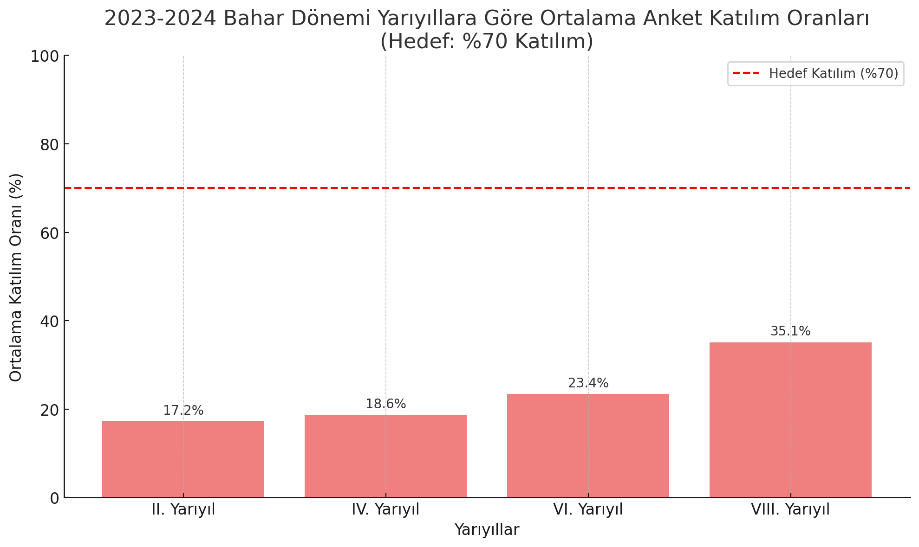 2023-2024 Bahar Dönemi Yarıyıllara Göre Ortalama Anket Katılım Oranları
(Hedef: %70 Katılım)
Hedef Katılım (%70)
Ortalama Katılım Oranı (%)
100
80
60
40
20
0
17.2%
18.6%
23.4%
35.1%
II. Yarıyıl
IV. Yarıyıl
VI. Yarıyıl
VIII. Yarıyıl
Yarıyıllar